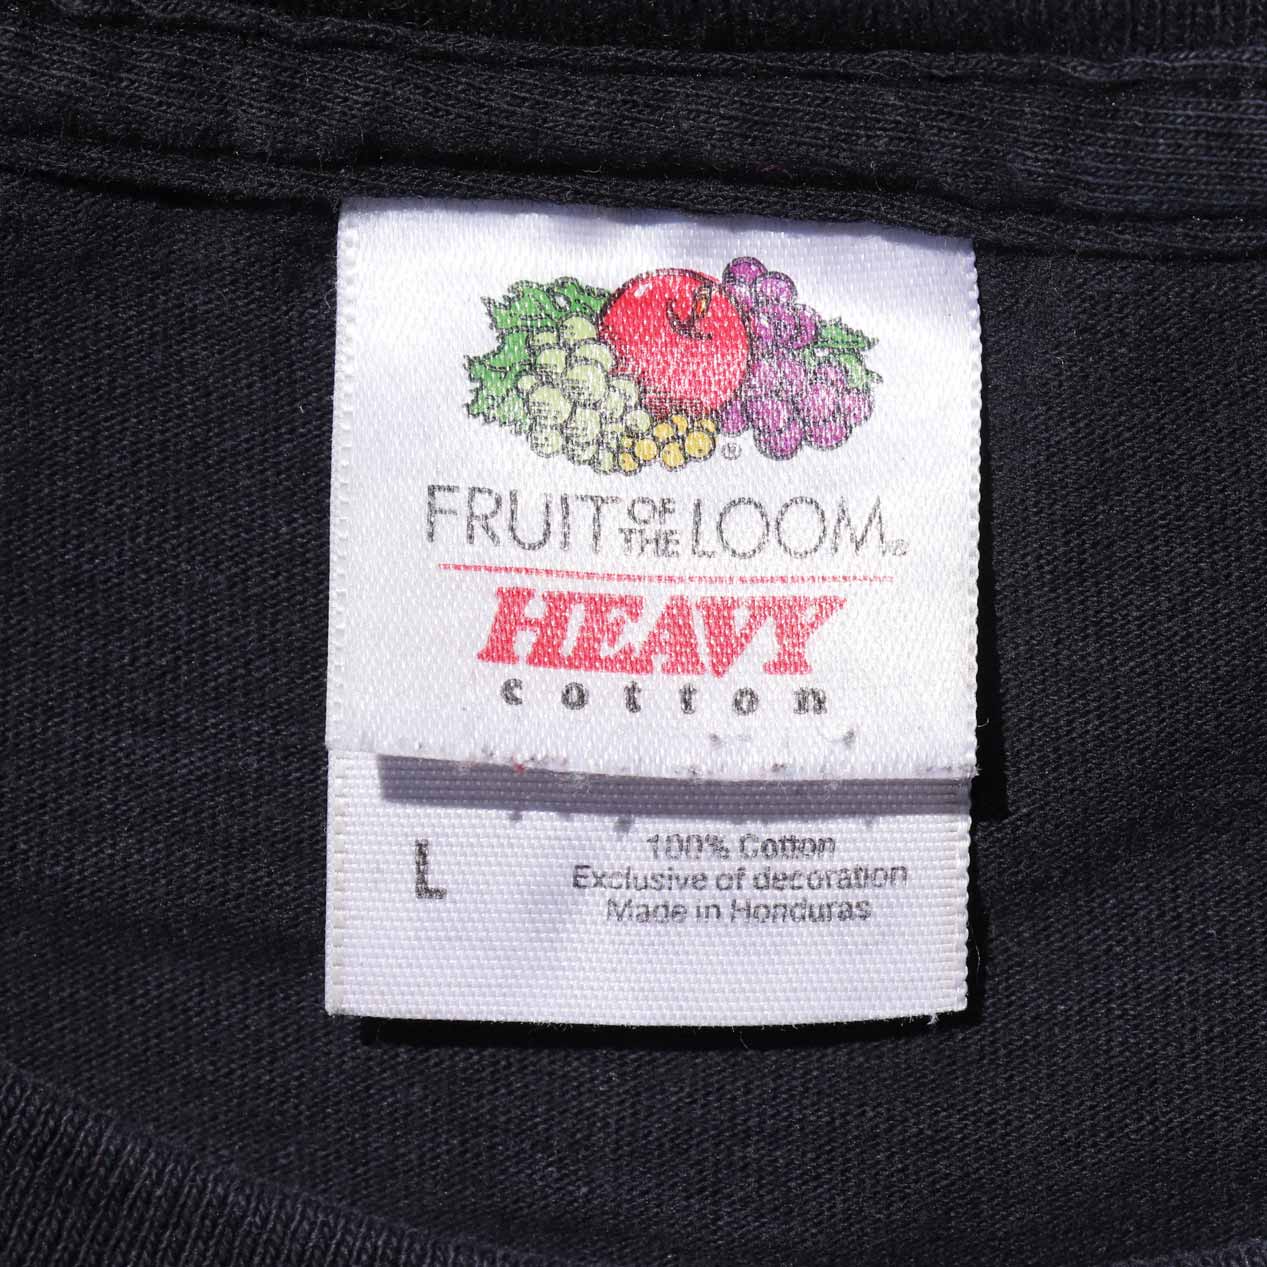 ®
FRUIT OF THE LOOM®
HEAVY
cotton
L
100% Cotton
Exclusive of decoration
Made in Honduras